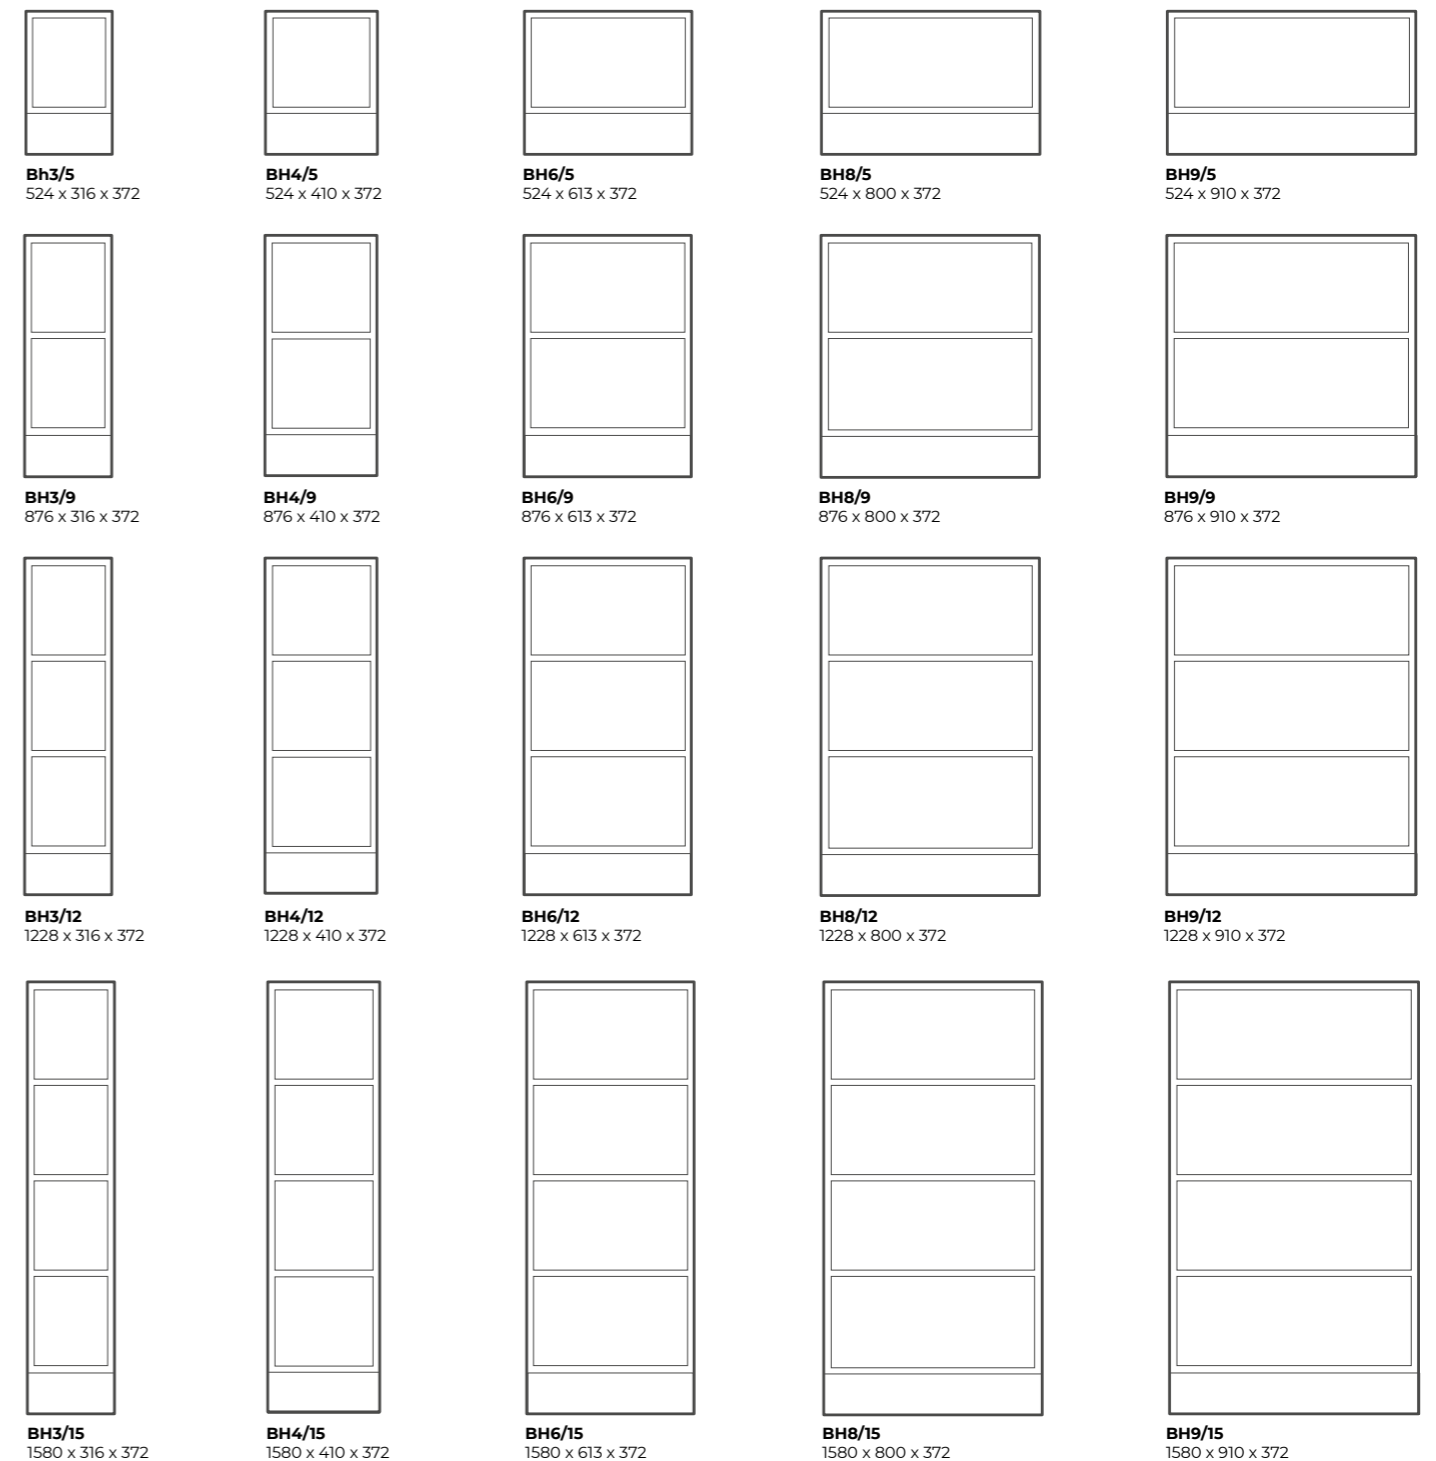 Bh3/5
524 x 316 x 372
BH4/5
524 x 410 x 372
BH6/5
524 x 613 x 372
BH8/5
524 x 800 x 372
BH9/5
524 x 910 x 372
BH3/9
876 x 316 x 372
BH4/9
876 x 410 x 372
BH6/9
876 x 613 x 372
BH8/9
876 x 800 x 372
BH9/9
876 x 910 x 372
BH3/12
1228 x 316 x 372
BH4/12
1228 x 410 x 372
BH6/12
1228 x 613 x 372
BH8/12
1228 x 800 x 372
BH9/12
1228 x 910 x 372
BH3/15
1580 x 316 x 372
BH4/15
1580 x 410 x 372
BH6/15
1580 x 613 x 372
BH8/15
1580 x 800 x 372
BH9/15
1580 x 910 x 372